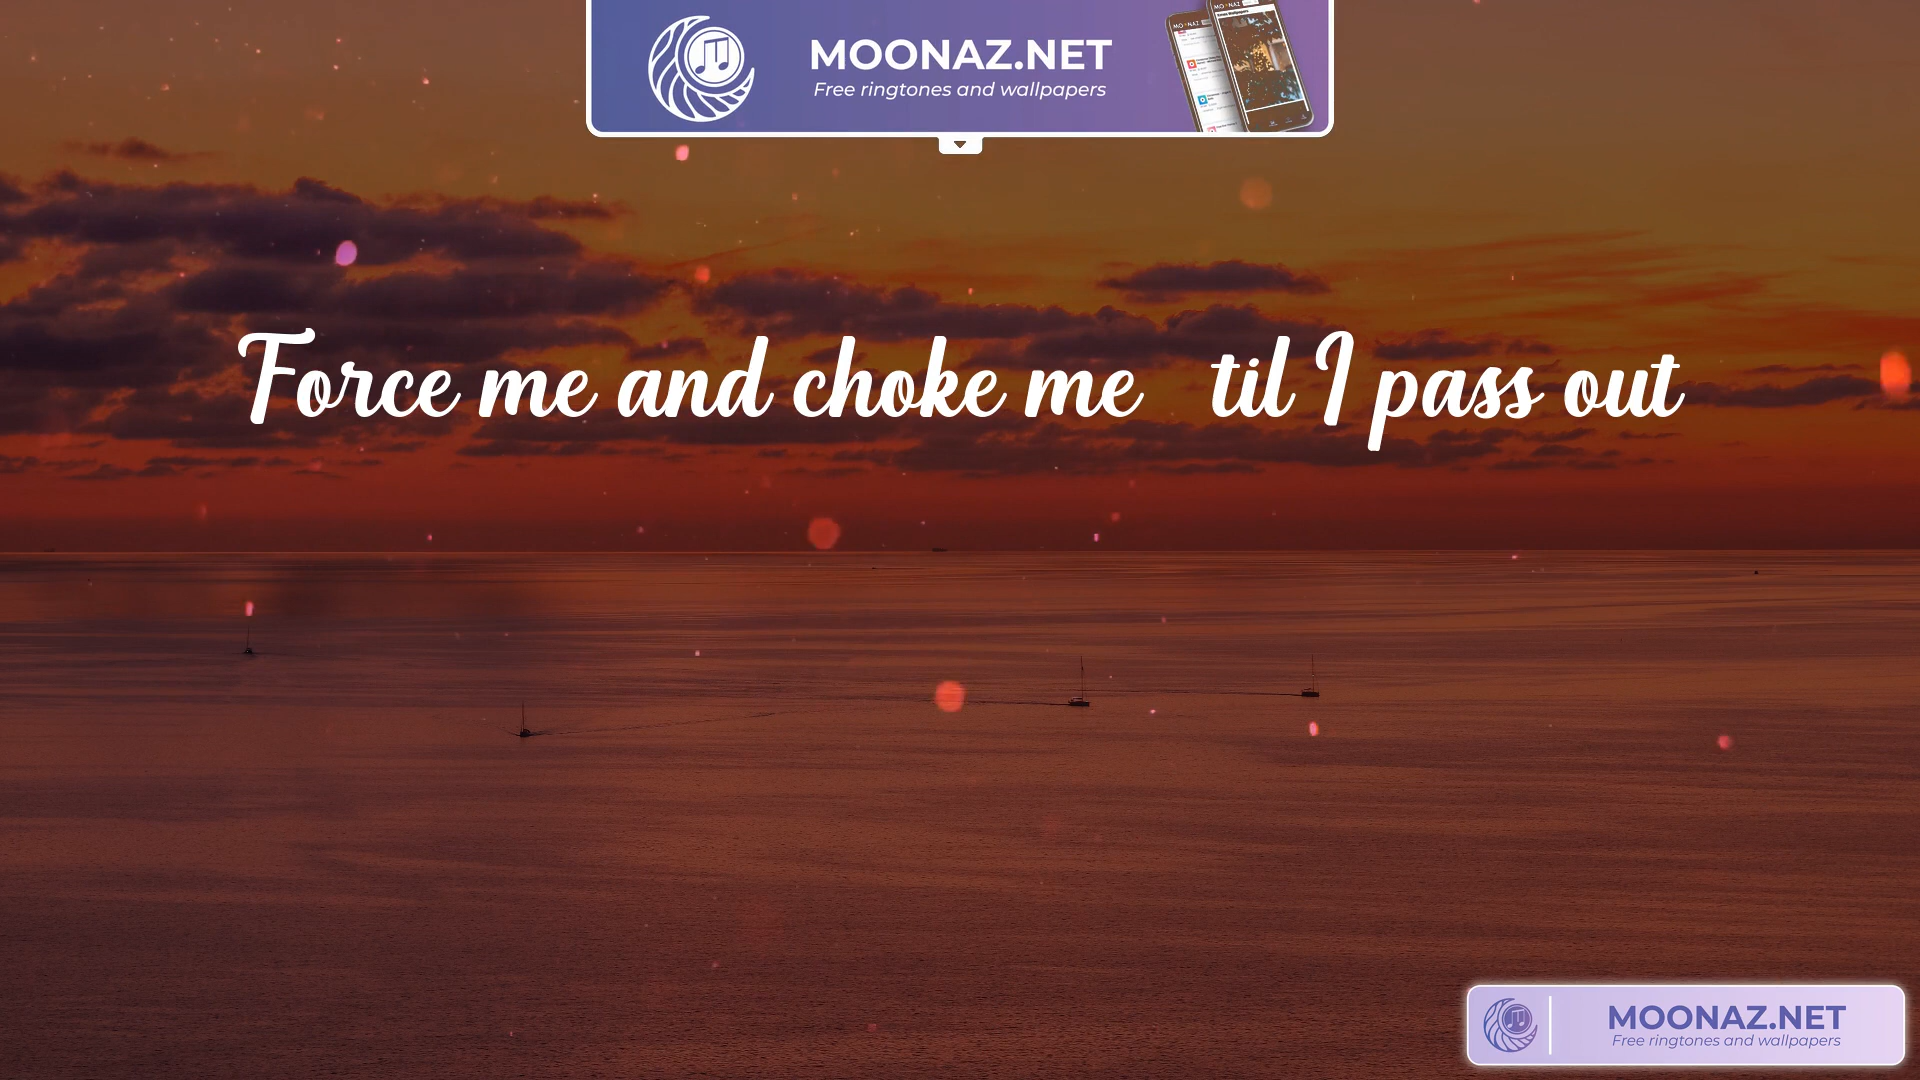 MOONAZ.NET
Free ringtones and wallpapers
Force me and choke me   til I pass out
MOONAZ.NET
Free ringtones and wallpapers